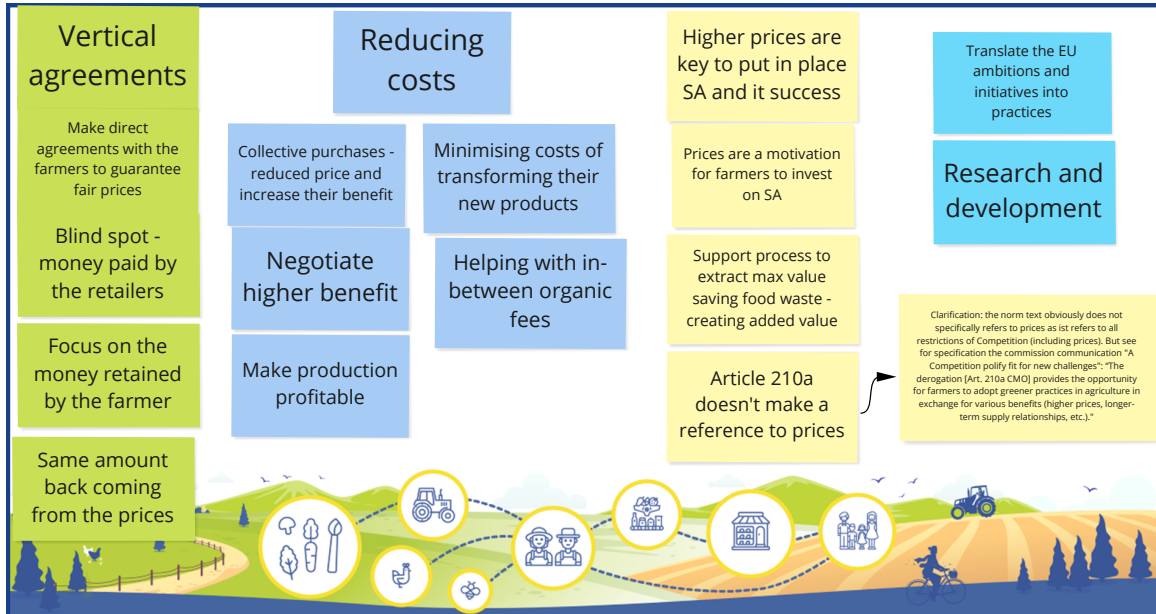 Vertical
agreements
Make direct
agreements with the
farmers to guarantee
fair prices
Blind spot -
money paid by
the retailers
Focus on the
money retained
by the farmer
Same amount
back coming
from the prices
Reducing
costs
Collective purchases -
reduced price and
increase their benefit
Negotiate
higher benefit
Make production
profitable
Minimising costs of
transforming their
new products
Helping with in-
between organic
fees
Higher prices are
key to put in place
SA and it success
Prices are a motivation
for farmers to invest
on SA
Support process to
extract max value
saving food waste -
creating added value
Article 210a
doesn't make a
reference to prices
Translate the EU
ambitions and
initiatives into
practices
Research and
development
Clarification: the norm text obviously does not
specifically refers to prices as ist refers to all
restrictions of Competition (including prices). But see
for specification the commission communication "A
Competition polify fit for new challenges": "The
derogation [Art. 210a CMO] provides the opportunity
for farmers to adopt greener practices in agriculture in
exchange for various benefits (higher prices, longer-
term supply relationships, etc.)."